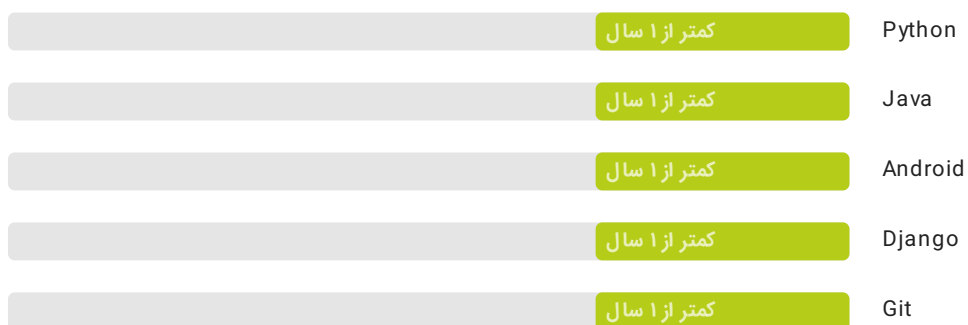 Python کمتر از ۱ سال
Java کمتر از ۱ سال
Android کمتر از ۱ سال
Django کمتر از ۱ سال
Git کمتر از ۱ سال